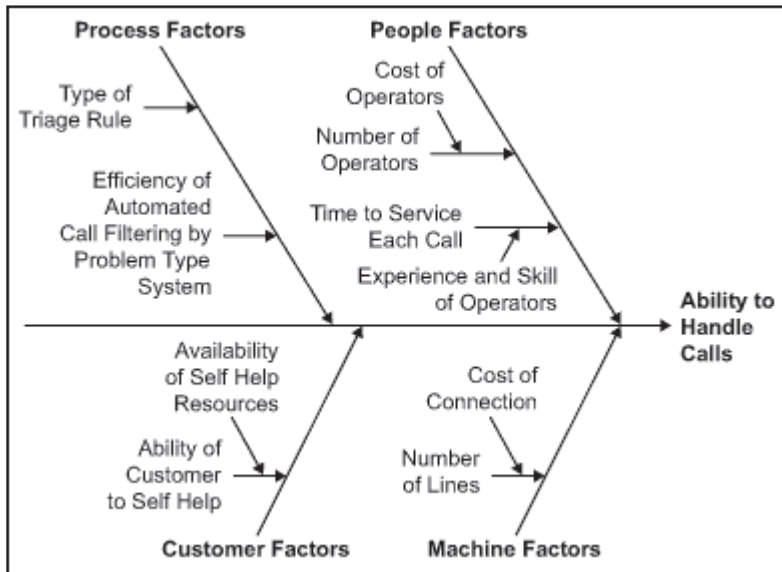 Process Factors
Type of
Triage Rule
Efficiency of
Automated
Call Filtering by
Problem Type
System
People Factors
Cost of
Operators
Number of
Operators
Time to Service
Each Call
Experience and Skill
of Operators
Ability to
Handle
Calls
Availability
of Self Help
Resources
Ability of
Customer
to Self Help
Customer Factors
Cost of
Connection
Number
of Lines
Machine Factors